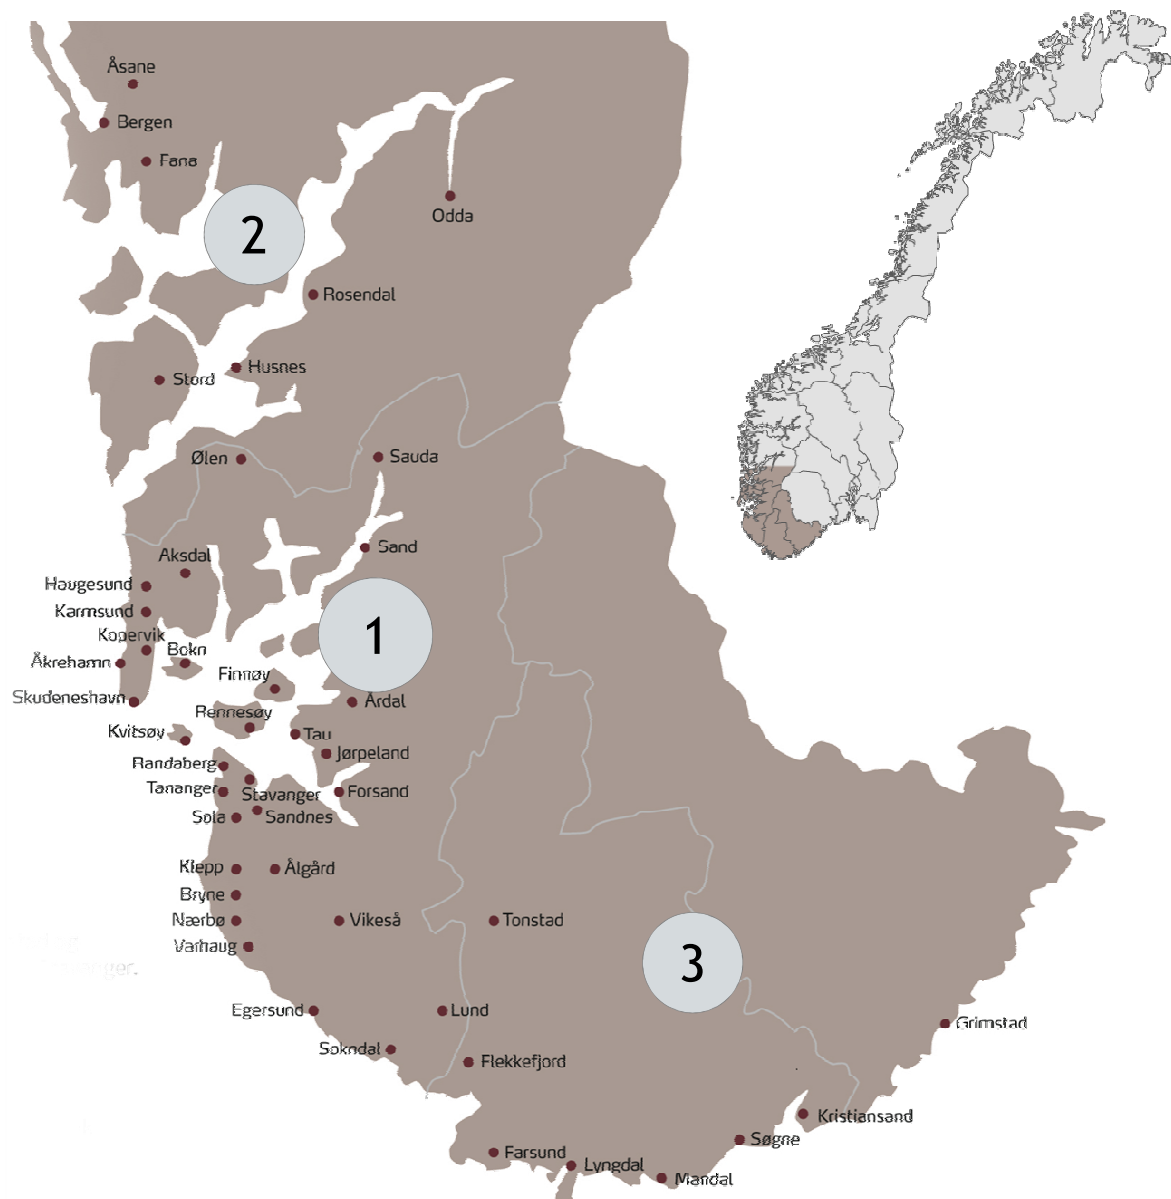 Åsane
Bergen
Fana
2
Odda
Rosendal
Husnes
Stord
Ølen
Sauda
Sand
Aksdal
Haugesund
Karmsund
Kopervik
1
Bokn
Åkrehamn
Finnøy
Skudeneshavn
Årdal
Rennesøy
Kvitsøy
Tau
Jørpeland
Randaberg
Tananger
Stavanger
Forsand
Sola
Sandnes
Klepp
Ålgård
Bryne
Nærbø
Vikeså
Tonstad
Varhaug
3
Egersund
Lund
Grimstad
Sokndal
Flekkefjord
Kristiansand
Søgne
Farsund
Lyngdal
Mandal